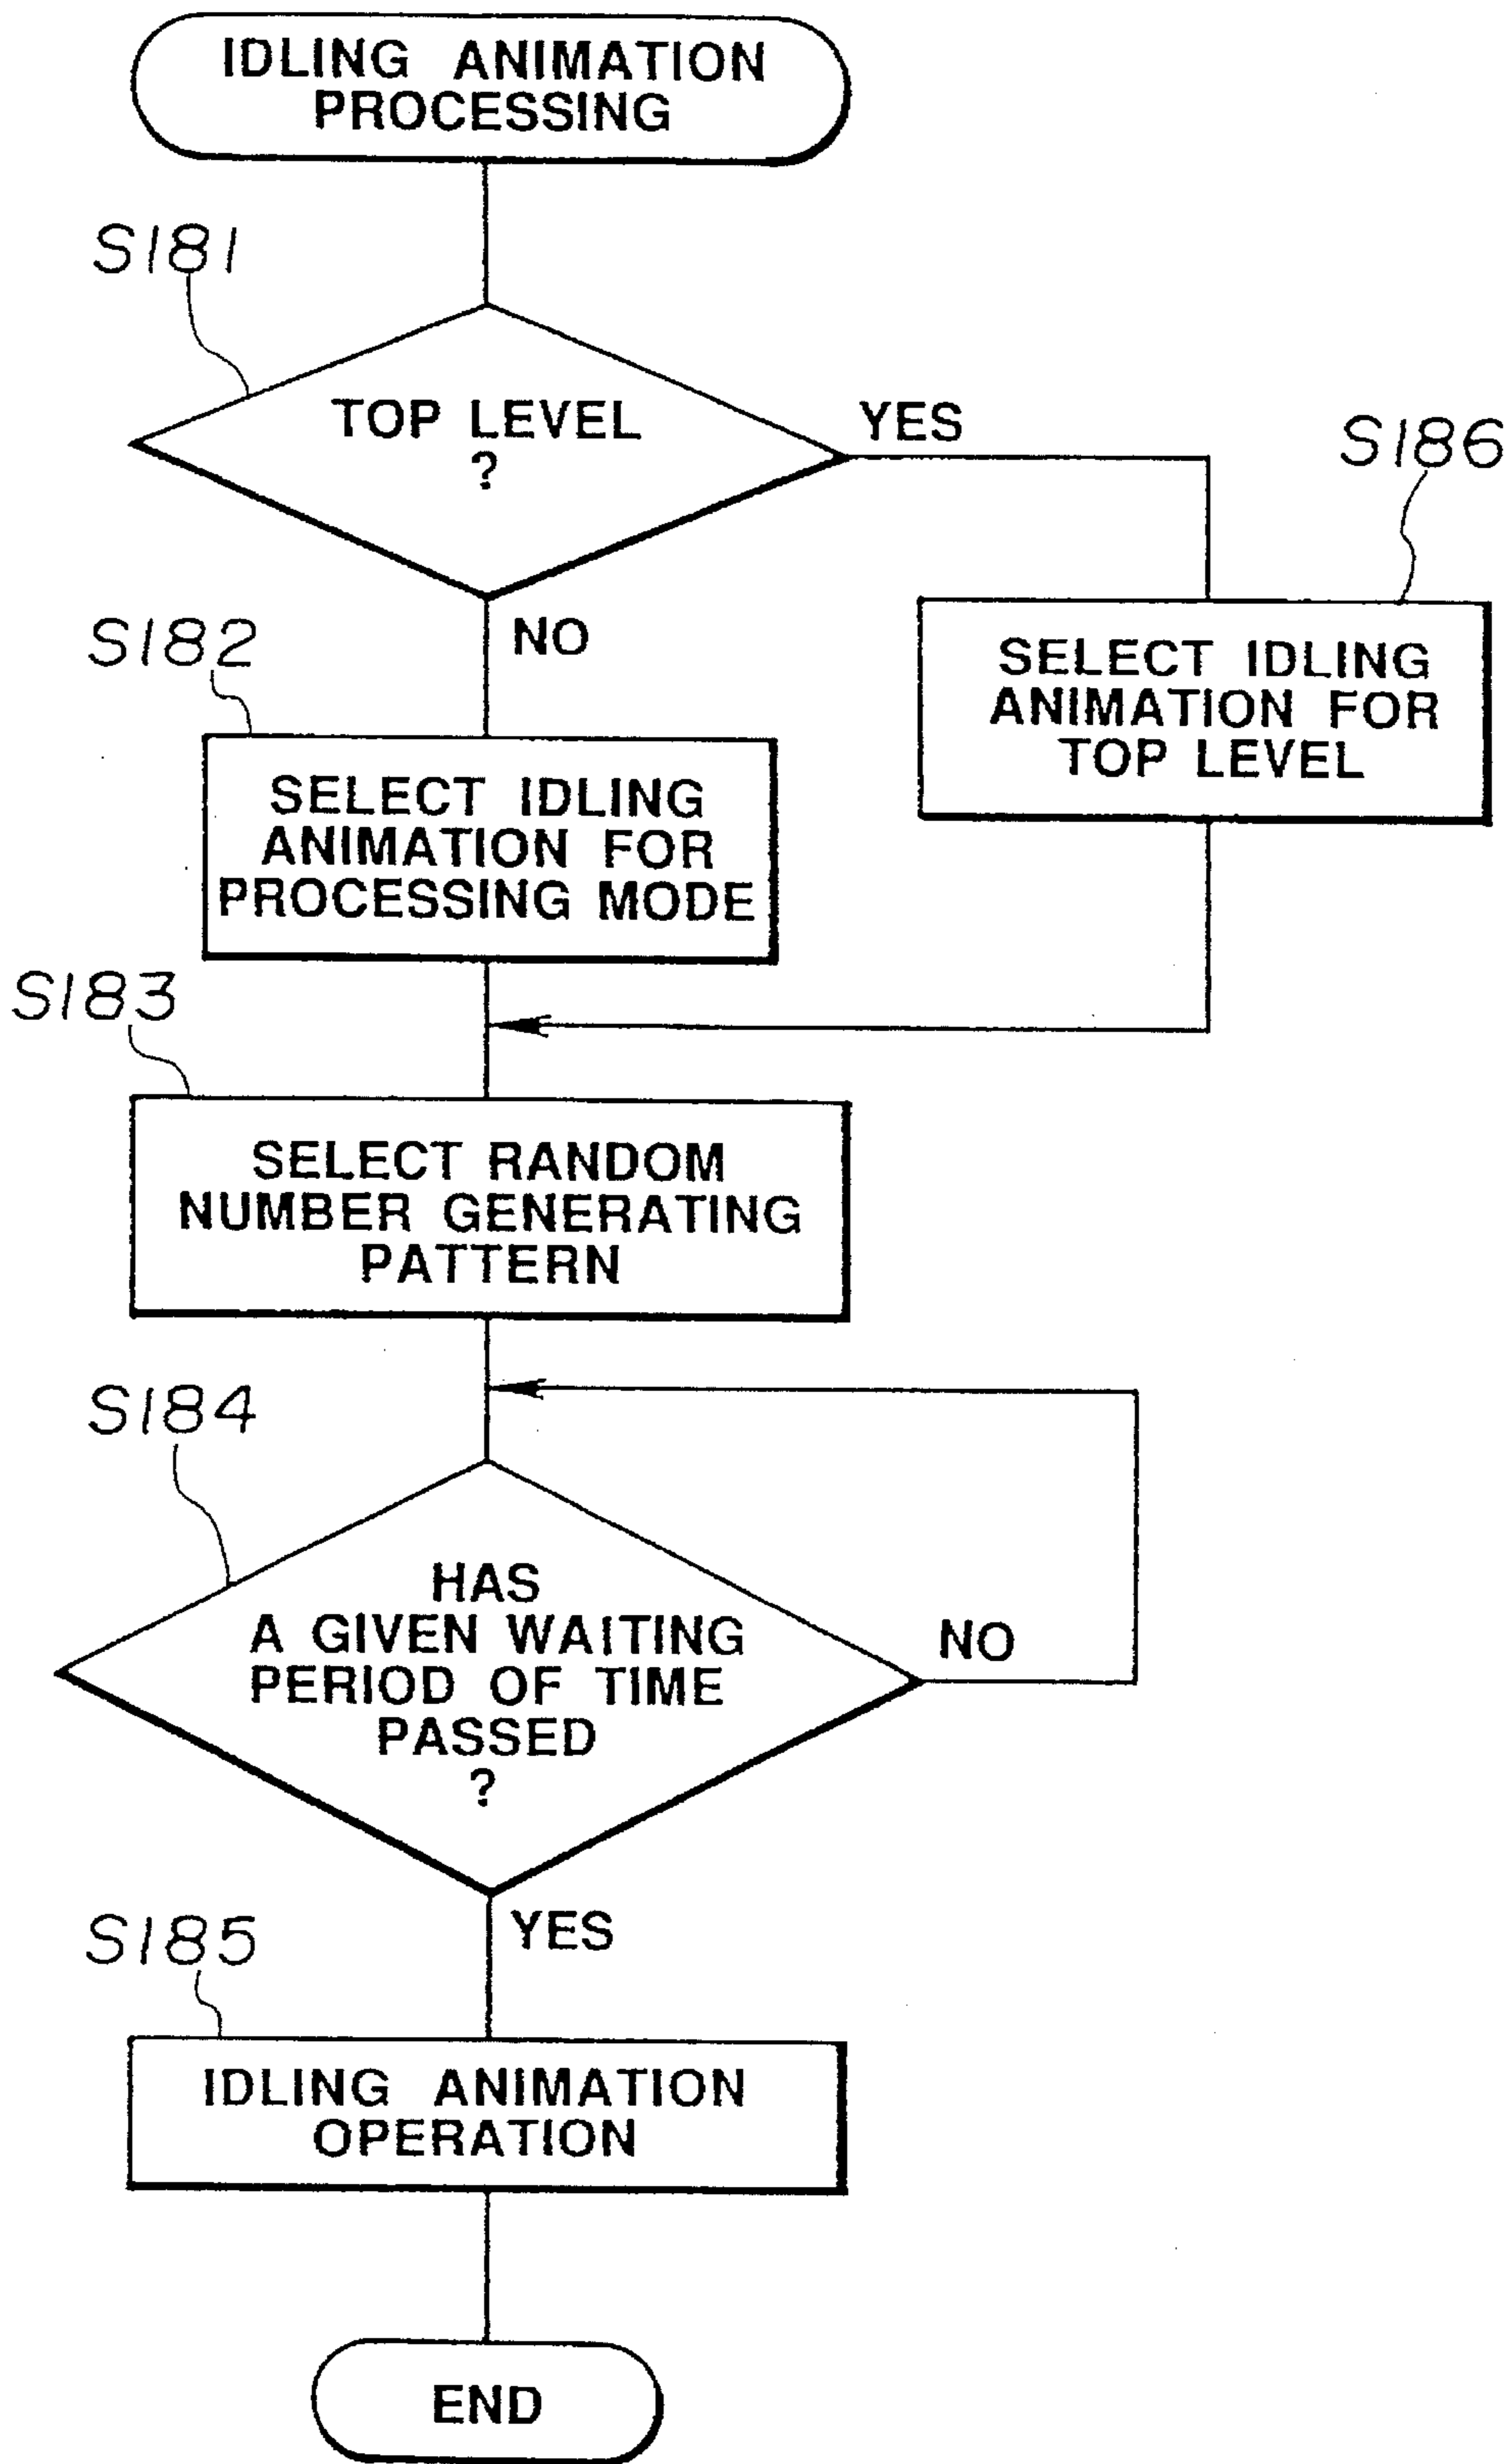 IDLING ANIMATION
PROCESSING
S181
TOP LEVEL
?
YES
S186
NO
S182
SELECT IDLING
ANIMATION FOR
TOP LEVEL
SELECT IDLING
ANIMATION FOR
PROCESSING MODE
S183
SELECT RANDOM
NUMBER GENERATING
PATTERN
S184
HAS
A GIVEN WAITING
PERIOD OF TIME
PASSED
?
NO
YES
S185
IDLING ANIMATION
OPERATION
END